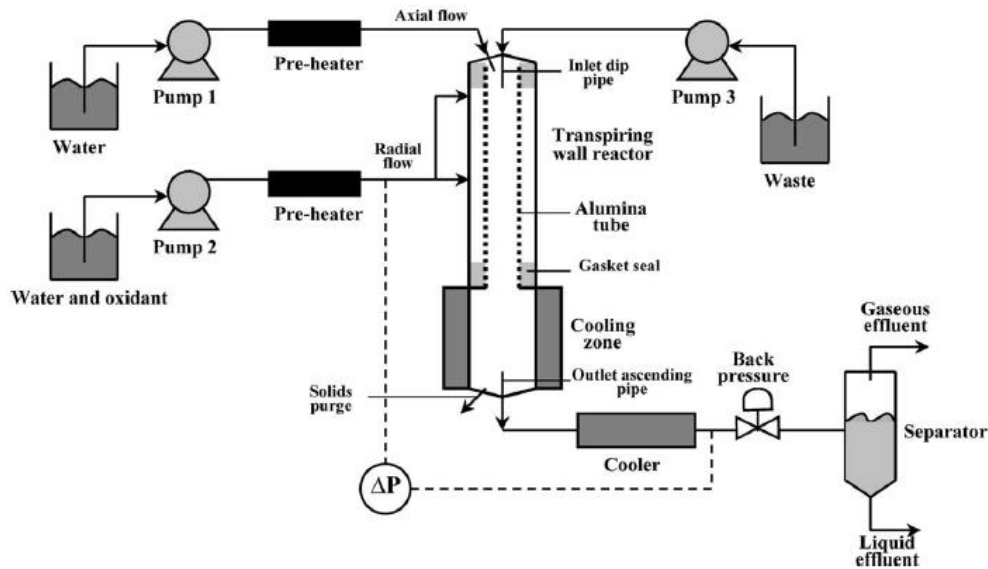 Pump 1
Pre-heater
Axial flow
Water
Inlet dip
pipe
Pump 3
Waste
Transpiring
wall reactor
Radial
flow
Pump 2
Pre-heater
Water and oxidant
Alumina
tube
Gasket seal
Cooling
zone
Outlet ascending
pipe
Solids
purge
Cooler
ΔP
Back
pressure
Gaseous
effluent
Separator
Liquid
effluent